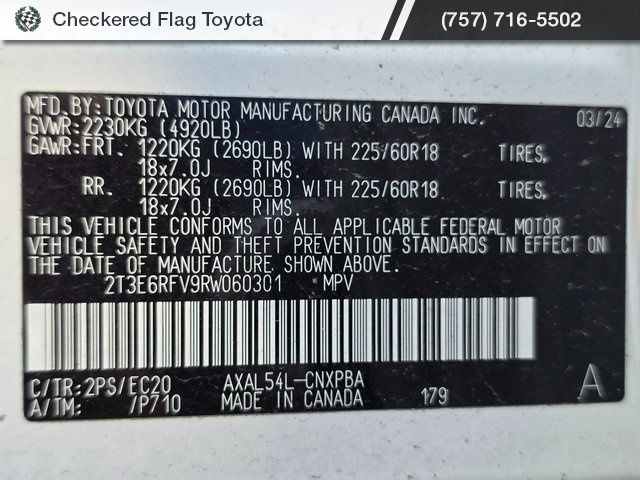 Checkered Flag Toyota (757) 716-5502
MFD.BY:TOYOTA MOTOR MANUFACTURING CANADA INC. 03/24
GVWR:2230KG (4920LB)
GAWR:FRT. 1220KG (2690LB) WITH 225/60R18 TIRES,
18x7.0J RIMS.
RR. 1220KG (2690LB) WITH 225/60R18 TIRES,
18x7.0J RIMS.
THIS VEHICLE CONFORMS TO ALL APPLICABLE FEDERAL MOTOR
VEHICLE SAFETY AND THEFT PREVENTION STANDARDS IN EFFECT ON
THE DATE OF MANUFACTURE SHOWN ABOVE.
2T3E6RFV9RW060301 MPV
C/TR:2PS/EC20 AXAL54L-CNXPBA A
A/TM: /P710 MADE IN CANADA 179